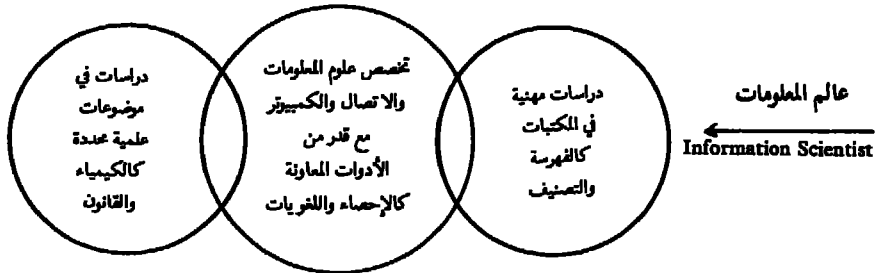 عالم المعلومات
Information Scientist
دراسات مهنية
في المكتبات
كالفهرسة
والتصنيف
تخصص علوم المعلومات
والاتصال والكمبيوتر
مع قدر من
الأدوات المعاونة
كالإحصاء واللغويات
دراسات في
موضوعات
علمية محددة
كالكيمياء
والقانون